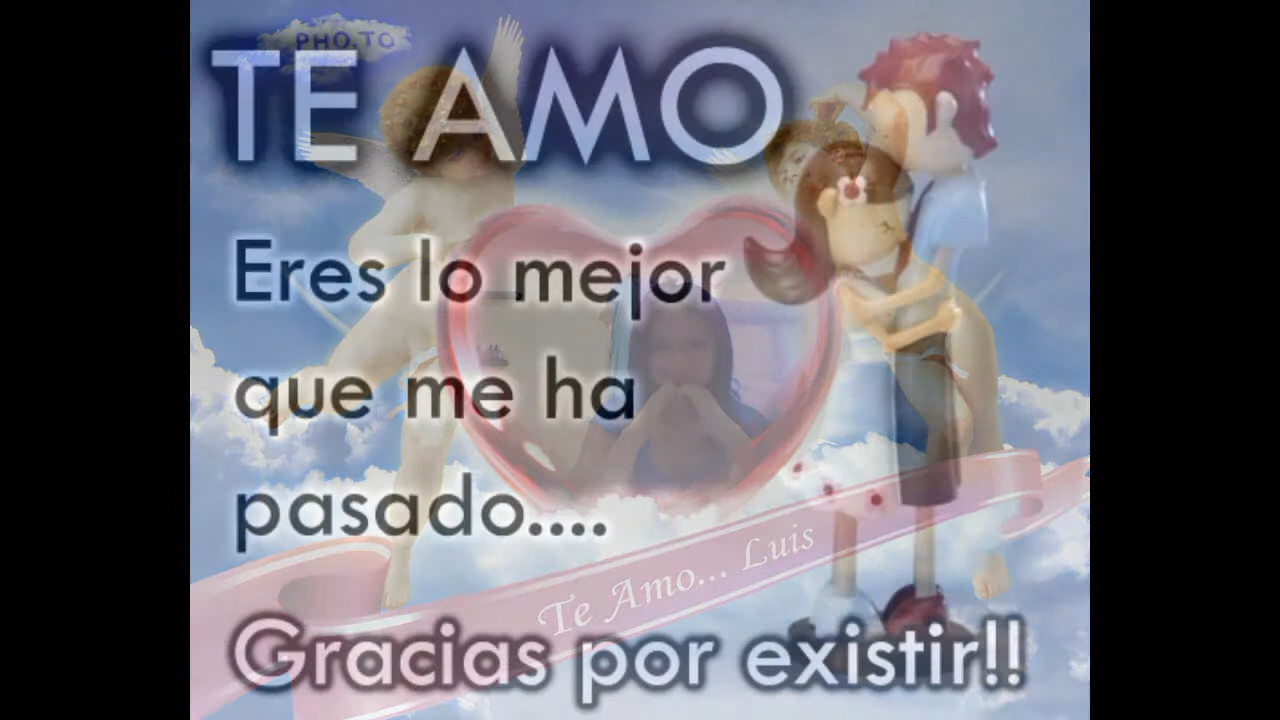 PHO.TO
TE AMO
Eres lo mejor
que me ha
pasado....
Te Amo... Luis
Gracias por existir!!